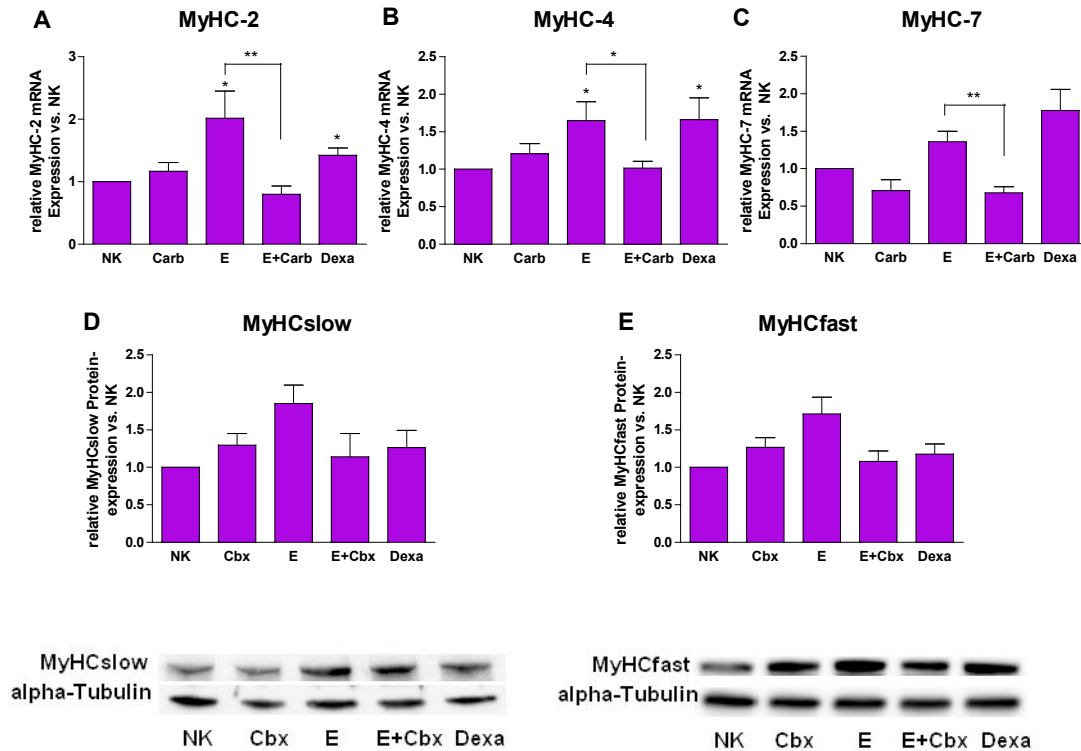 A
MyHC-2
relative MyHC-2 mRNA
Expression vs. NK
3
2
1
0
*
**
*
NK Carb E E+Carb Dexa
B
MyHC-4
relative MyHC-4 mRNA
Expression vs. NK
2.5
2.0
1.5
1.0
0.5
0.0
*
*
*
NK Carb E E+Carb Dexa
C
MyHC-7
relative MyHC-7 mRNA
Expression vs. NK
2.5
2.0
1.5
1.0
0.5
0.0
**
NK Carb E E+Carb Dexa
D
MyHCslow
relative MyHCslow Protein-
expression vs. NK
2.5
2.0
1.5
1.0
0.5
0.0
NK Cbx E E+Cbx Dexa
E
MyHCfast
relative MyHCfast Protein-
expression vs. NK
2.5
2.0
1.5
1.0
0.5
0.0
NK Cbx E E+Cbx Dexa
MyHCslow
alpha-Tubulin
NK Cbx E E+Cbx Dexa
MyHCfast
alpha-Tubulin
NK Cbx E E+Cbx Dexa